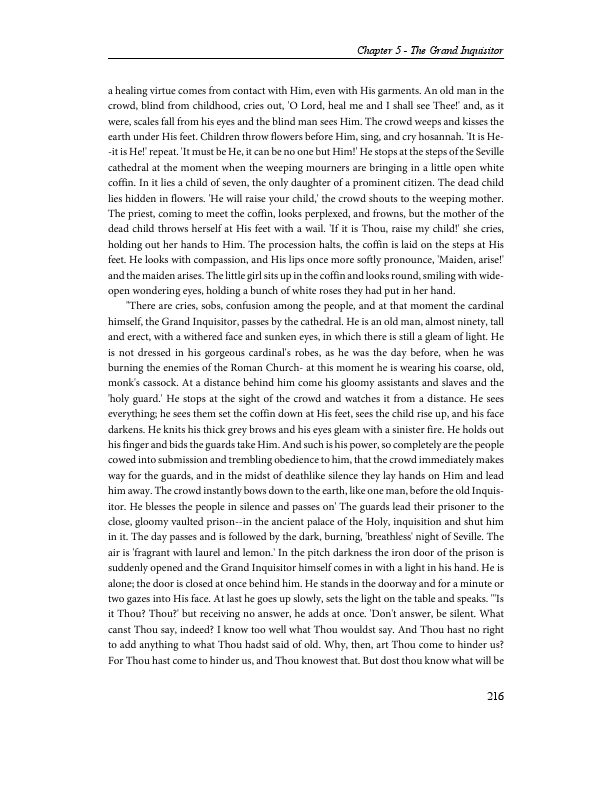 Chapter 5 - The Grand Inquisitor
a healing virtue comes from contact with Him, even with His garments. An old man in the
crowd, blind from childhood, cries out, 'O Lord, heal me and I shall see Thee!' and, as it
were, scales fall from his eyes and the blind man sees Him. The crowd weeps and kisses the
earth under His feet. Children throw flowers before Him, sing, and cry hosannah. 'It is He-
-it is He!' repeat. 'It must be He, it can be no one but Him!' He stops at the steps of the Seville
cathedral at the moment when the weeping mourners are bringing in a little open white
coffin. In it lies a child of seven, the only daughter of a prominent citizen. The dead child
lies hidden in flowers. 'He will raise your child,' the crowd shouts to the weeping mother.
The priest, coming to meet the coffin, looks perplexed, and frowns, but the mother of the
dead child throws herself at His feet with a wail. 'If it is Thou, raise my child!' she cries,
holding out her hands to Him. The procession halts, the coffin is laid on the steps at His
feet. He looks with compassion, and His lips once more softly pronounce, 'Maiden, arise!'
and the maiden arises. The little girl sits up in the coffin and looks round, smiling with wide-
open wondering eyes, holding a bunch of white roses they had put in her hand.
"There are cries, sobs, confusion among the people, and at that moment the cardinal
himself, the Grand Inquisitor, passes by the cathedral. He is an old man, almost ninety, tall
and erect, with a withered face and sunken eyes, in which there is still a gleam of light. He
is not dressed in his gorgeous cardinal's robes, as he was the day before, when he was
burning the enemies of the Roman Church- at this moment he is wearing his coarse, old,
monk's cassock. At a distance behind him come his gloomy assistants and slaves and the
'holy guard.' He stops at the sight of the crowd and watches it from a distance. He sees
everything; he sees them set the coffin down at His feet, sees the child rise up, and his face
darkens. He knits his thick grey brows and his eyes gleam with a sinister fire. He holds out
his finger and bids the guards take Him. And such is his power, so completely are the people
cowed into submission and trembling obedience to him, that the crowd immediately makes
way for the guards, and in the midst of deathlike silence they lay hands on Him and lead
him away. The crowd instantly bows down to the earth, like one man, before the old Inquis-
itor. He blesses the people in silence and passes on' The guards lead their prisoner to the
close, gloomy vaulted prison--in the ancient palace of the Holy, inquisition and shut him
in it. The day passes and is followed by the dark, burning, 'breathless' night of Seville. The
air is 'fragrant with laurel and lemon.' In the pitch darkness the iron door of the prison is
suddenly opened and the Grand Inquisitor himself comes in with a light in his hand. He is
alone; the door is closed at once behind him. He stands in the doorway and for a minute or
two gazes into His face. At last he goes up slowly, sets the light on the table and speaks. "'Is
it Thou? Thou?' but receiving no answer, he adds at once. 'Don't answer, be silent. What
canst Thou say, indeed? I know too well what Thou wouldst say. And Thou hast no right
to add anything to what Thou hadst said of old. Why, then, art Thou come to hinder us?
For Thou hast come to hinder us, and Thou knowest that. But dost thou know what will be
216